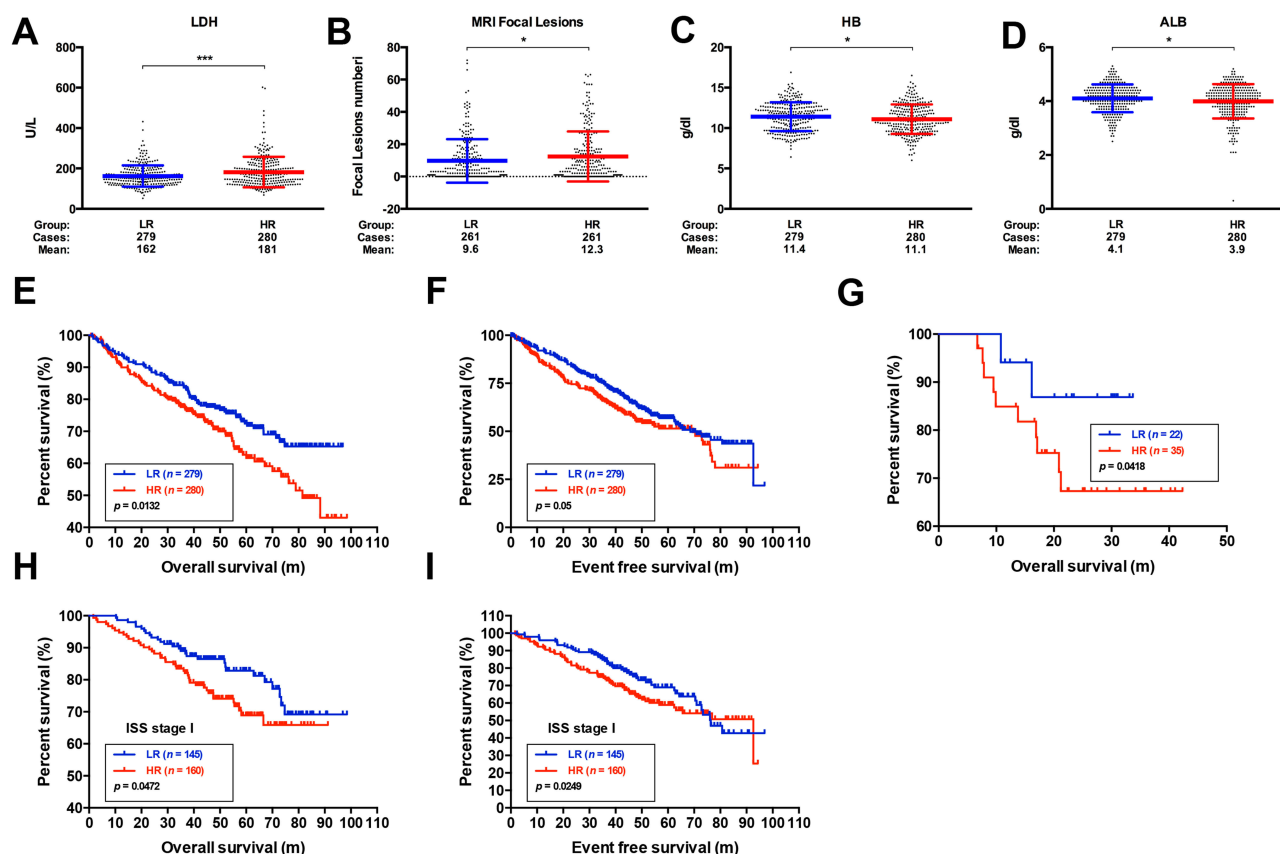 A
LDH
***
U/L
800
600
400
200
0
Group: LR HR
Cases: 279 280
Mean: 162 181
B
MRI Focal Lesions
*
Focal Lesions numberi
80
60
40
20
0
-20
LR HR
Group:
Cases: 261 261
Mean: 9.6 12.3
C
HB
*
g/dl
20
15
10
5
0
Group: LR HR
Cases: 279 280
Mean: 11.4 11.1
D
ALB
*
g/dl
6
4
2
0
Group: LR HR
Cases: 279 280
Mean: 4.1 3.9
E
Percent survival (%)
100
90
80
70
60
50
40
LR (n = 279)
HR (n = 280)
p = 0.0132
0 10 20 30 40 50 60 70 80 90 100 110
Overall survival (m)
F
Percent survival (%)
100
75
50
25
0
LR (n = 279)
HR (n = 280)
p = 0.05
0 10 20 30 40 50 60 70 80 90 100 110
Event free survival (m)
G
Percent survival (%)
100
90
80
70
60
LR (n = 22)
HR (n = 35)
p = 0.0418
0 10 20 30 40 50
Overall survival (m)
H
Percent survival (%)
100
90
80
70
60
50
40
ISS stage I
LR (n = 145)
HR (n = 160)
p = 0.0472
0 10 20 30 40 50 60 70 80 90 100 110
Overall survival (m)
I
Percent survival (%)
110
100
90
80
70
60
50
40
30
20
10
0
ISS stage I
LR (n = 145)
HR (n = 160)
p = 0.0249
0 10 20 30 40 50 60 70 80 90 100 110
Event free survival (m)